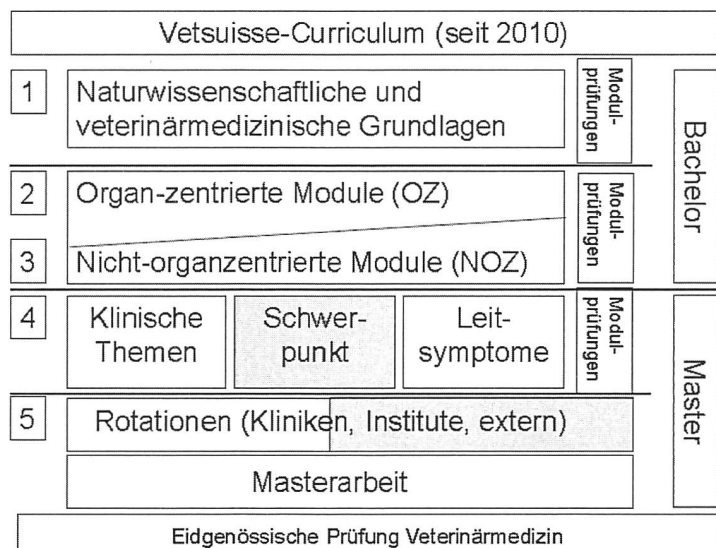 Vetsuisse-Curriculum (seit 2010)
1
Naturwissenschaftliche und
veterinärmedizinische Grundlagen
Modul-
prüfungen
Bachelor
2
Organ-zentrierte Module (OZ)
Modul-
prüfungen
3
Nicht-organzentrierte Module (NOZ)
4
Klinische
Themen
Schwer-
punkt
Leit-
symptome
Modul-
prüfungen
Master
5
Rotationen (Kliniken, Institute, extern)
Masterarbeit
Eidgenössische Prüfung Veterinärmedizin